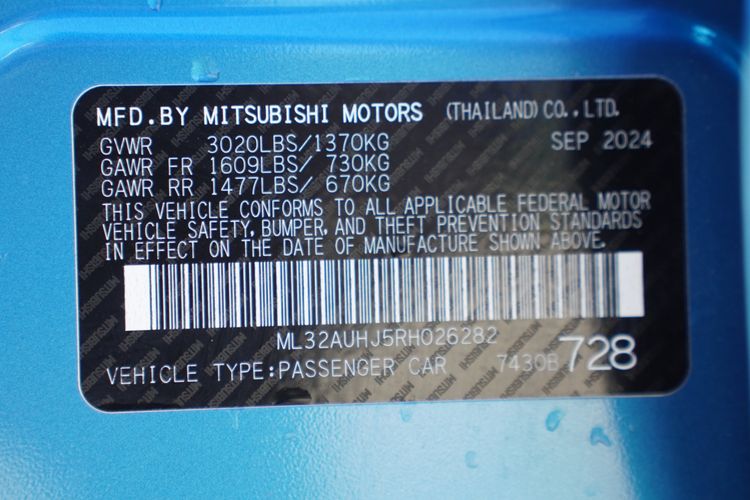 MFD.BY MITSUBISHI MOTORS (THAILAND)CO.,LTD.
GVWR 3020LBS/1370KG SEP 2024
GAWR FR 1609LBS/ 730KG
GAWR RR 1477LBS/ 670KG
THIS VEHICLE CONFORMS TO ALL APPLICABLE FEDERAL MOTOR
VEHICLE SAFETY, BUMPER, AND THEFT PREVENTION STANDARDS
IN EFFECT ON THE DATE OF MANUFACTURE SHOWN ABOVE.
ML32AUHJ5RH026282
VEHICLE TYPE:PASSENGER CAR 7430B 728